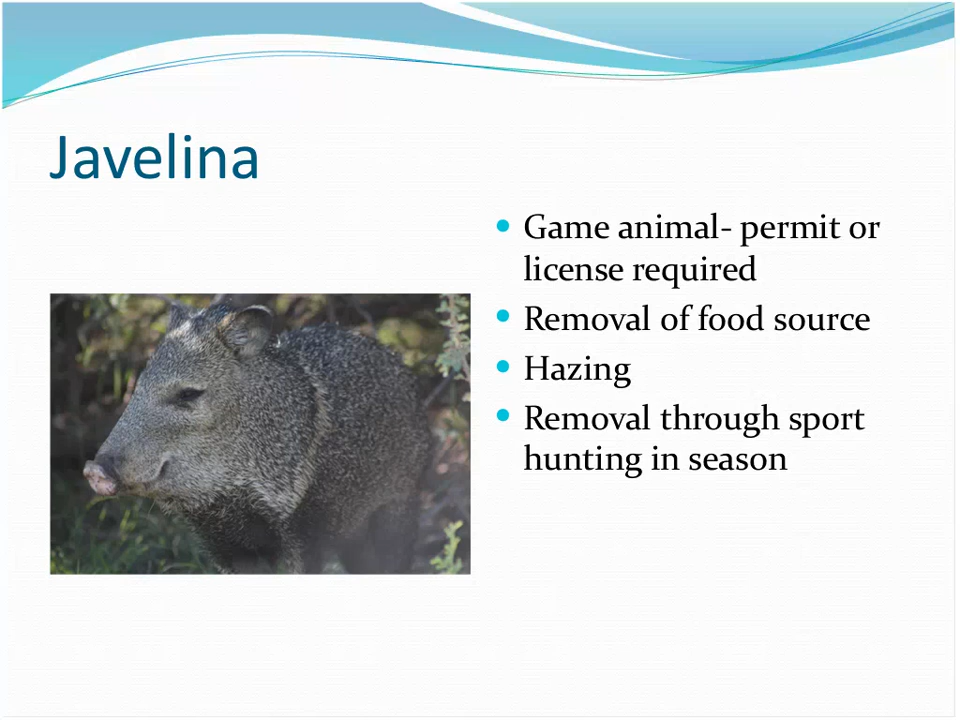 Javelina
• Game animal- permit or
license required
• Removal of food source
• Hazing
• Removal through sport
hunting in season